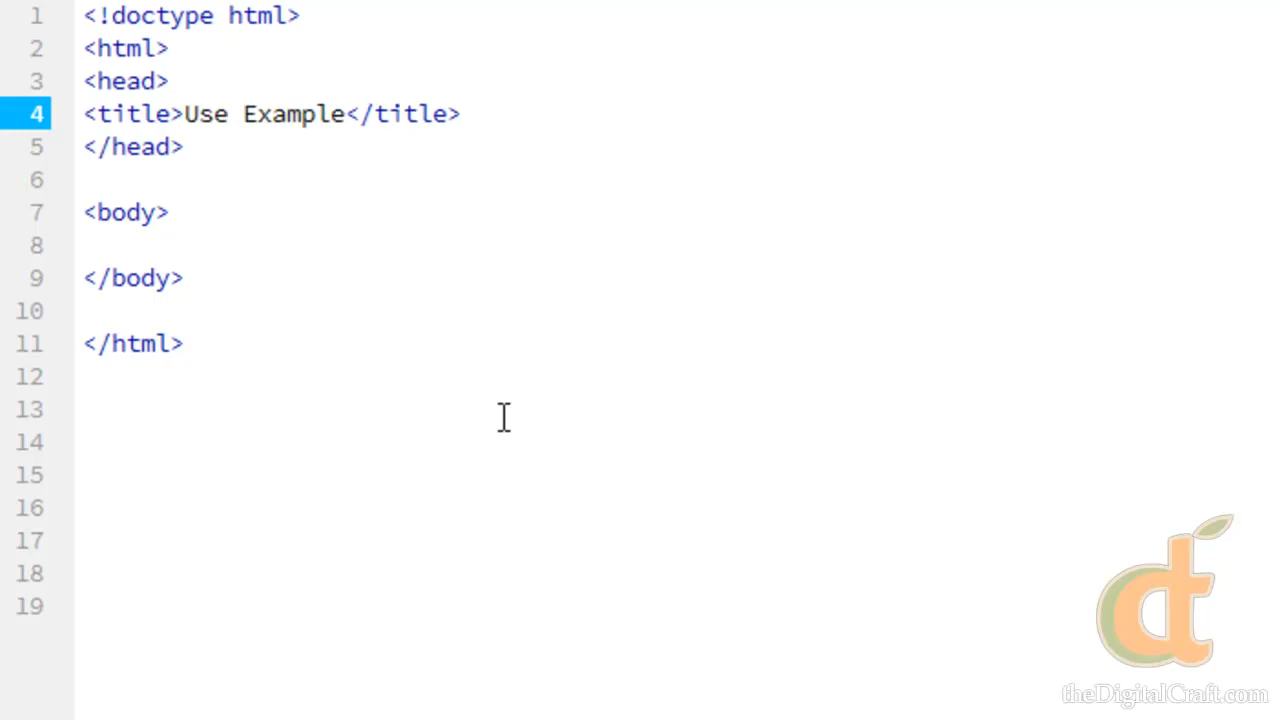 1 <!doctype html>
2 <html>
3 <head>
4 <title>Use Example</title>
5 </head>
6
7 <body>
8
9 </body>
10
11 </html>
12
13
14
15
16
17
18
19
dt
theDigitalCraft.com